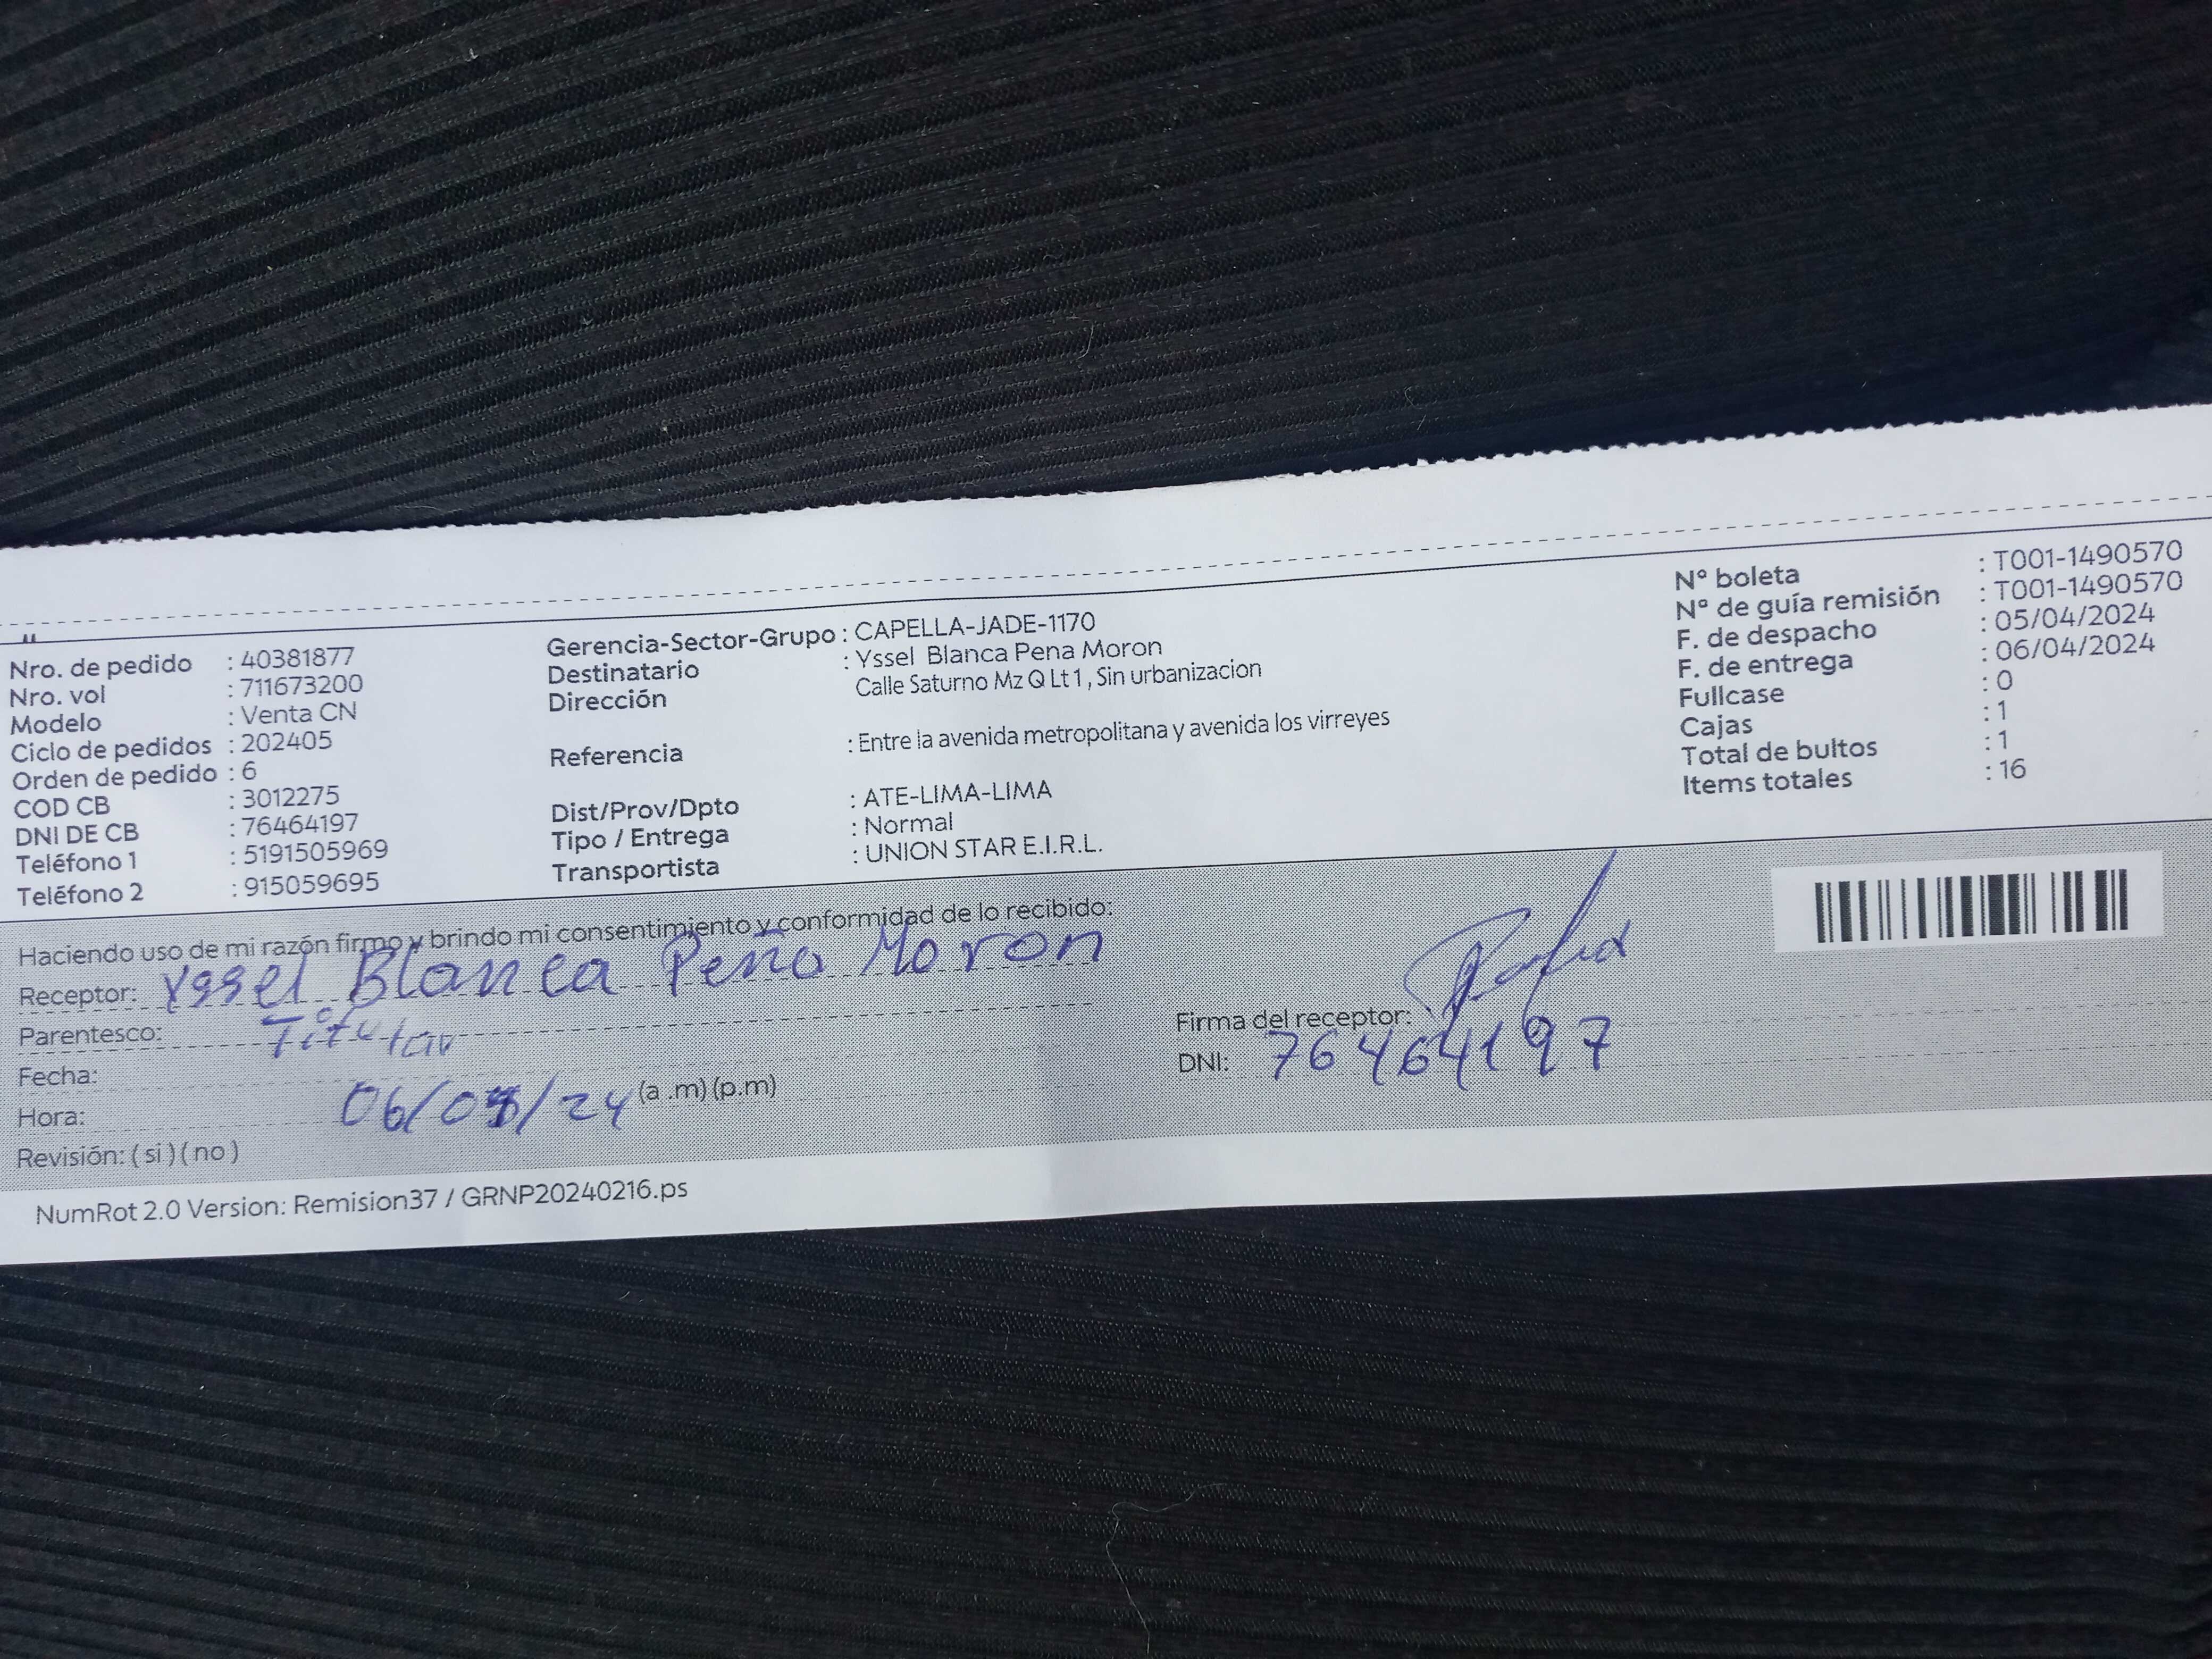 Nro. de pedido : 40381877
Nro. vol : 711673200
Modelo : Venta CN
Ciclo de pedidos : 202405
Orden de pedido : 6
COD CB : 3012275
DNI DE CB : 76464197
Teléfono 1 : 5191505969
Teléfono 2 : 915059695
Gerencia-Sector-Grupo : CAPELLA-JADE-1170
Destinatario : Yssel Blanca Pena Moron
Dirección Calle Saturno Mz Q Lt 1 , Sin urbanizacion
Referencia : Entre la avenida metropolitana y avenida los virreyes
Dist/Prov/Dpto : ATE-LIMA-LIMA
Tipo / Entrega : Normal
Transportista : UNION STAR E.I.R.L.
Nº boleta : T001-1490570
Nº de guía remisión : T001-1490570
F. de despacho : 05/04/2024
F. de entrega : 06/04/2024
Fullcase : 0
Cajas : 1
Total de bultos : 1
Items totales : 16
Haciendo uso de mi razón firmo y brindo mi consentimiento y conformidad de lo recibido:
Receptor: Yssel Blanca Peña Moron
Parentesco: Titular
Fecha:
Hora: 06/04/24 (a .m) (p.m)
Revisión: ( si ) ( no )
Firma del receptor:
DNI: 76464197
NumRot 2.0 Version: Remision37 / GRNP20240216.ps